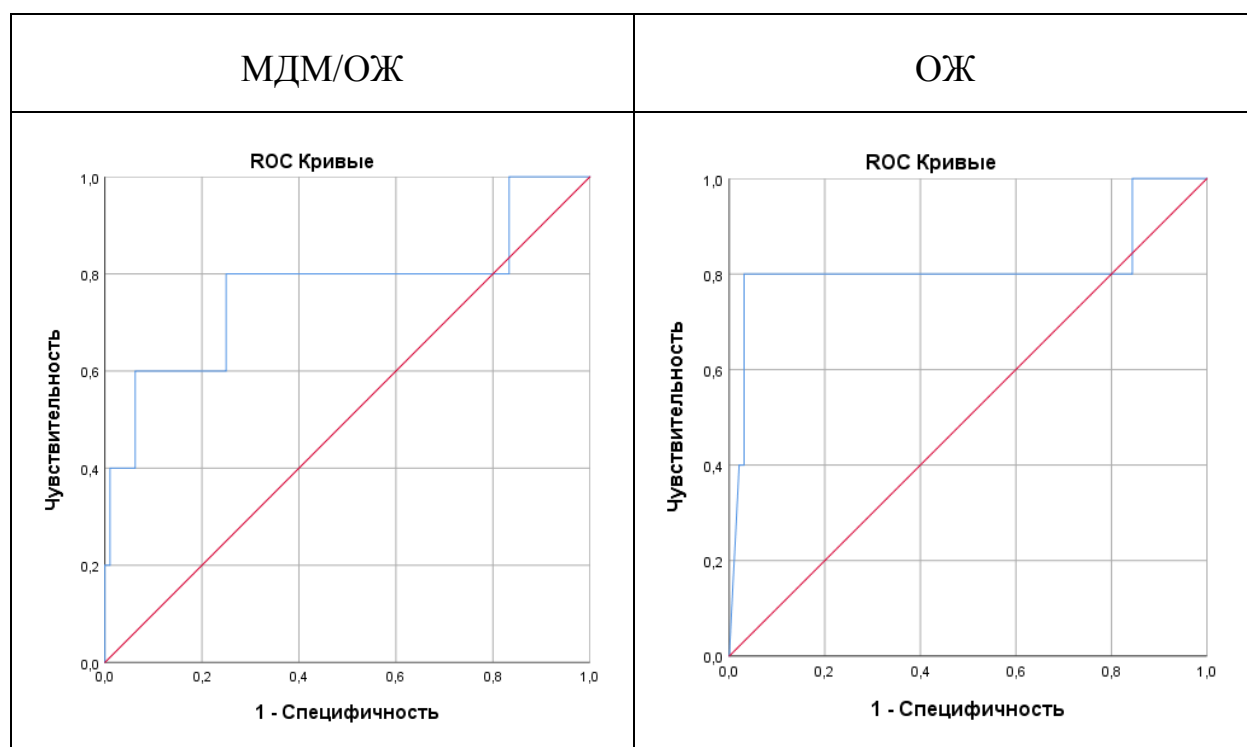 МДМ/ОЖ
ОЖ
ROC Кривые
1,0
0,8
0,6
0,4
0,2
0,0
0,0 0,2 0,4 0,6 0,8 1,0
Чувствительность
1 - Специфичность
ROC Кривые
1,0
0,8
0,6
0,4
0,2
0,0
0,0 0,2 0,4 0,6 0,8 1,0
Чувствительность
1 - Специфичность